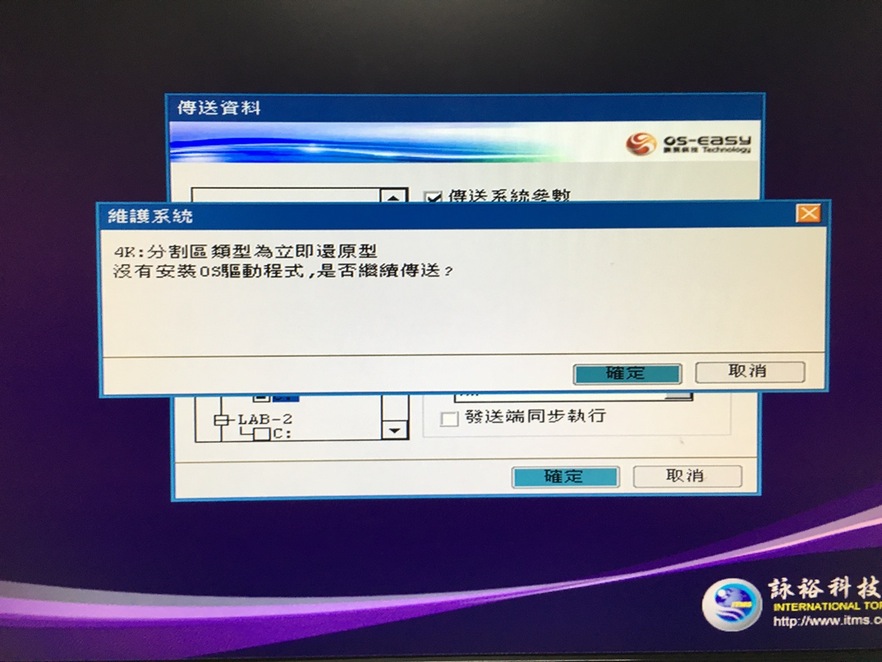 傳送資料
os-easy
Technology
傳送系統參數
維護系統
4K:分割區類型為立即還原型
沒有安裝OS驅動程式,是否繼續傳送?
確定
取消
LAB-2
C:
發送端同步執行
確定
取消
詠裕科技
ITMS
INTERNATIONAL TO
http://www.itms.c